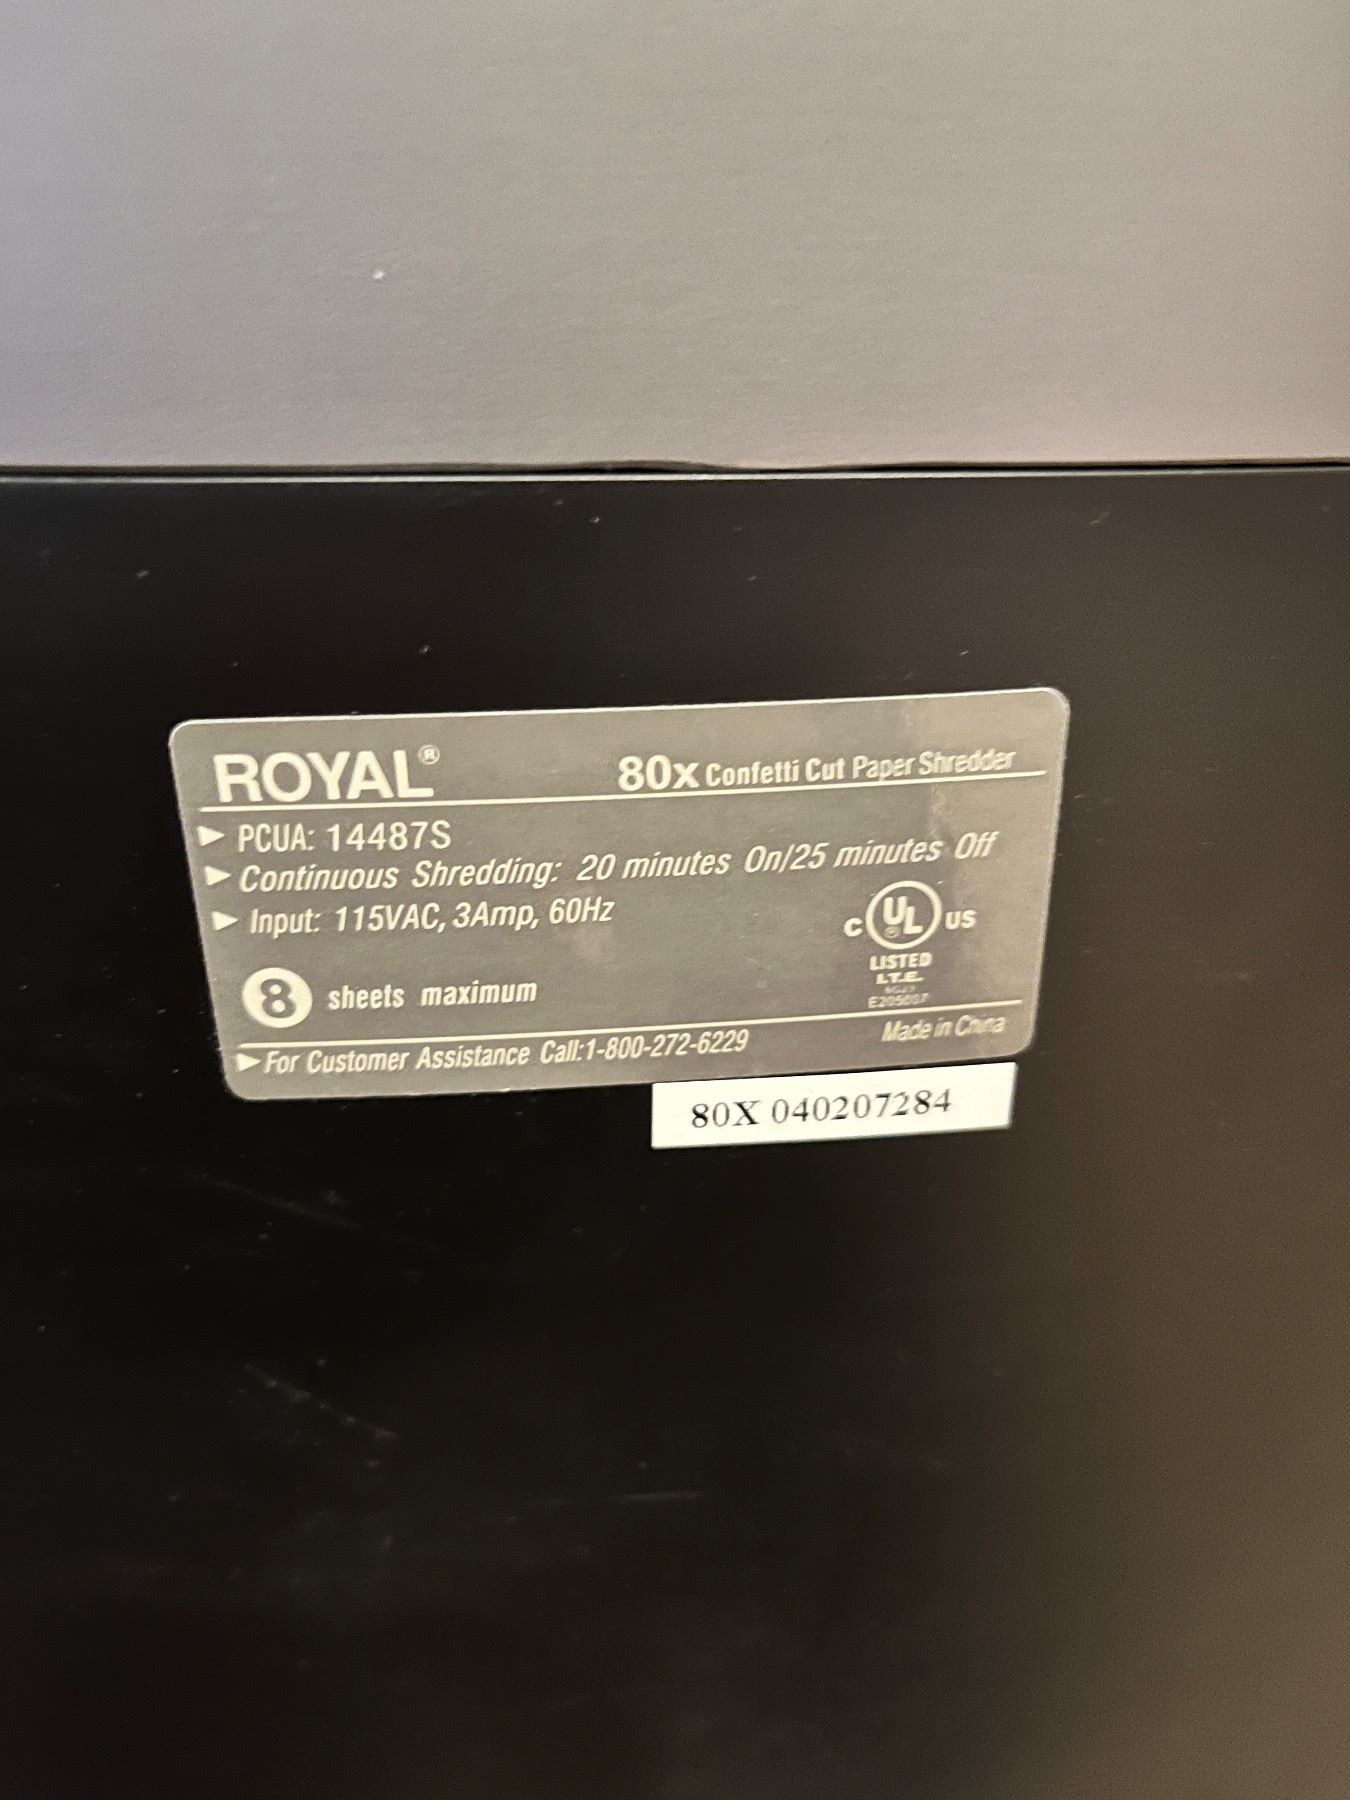 ROYAL®
80x Confetti Cut Paper Shredder
► PCUA: 14487S
► Continuous Shredding: 20 minutes On/25 minutes Off
► Input: 115VAC, 3Amp, 60Hz
C UL ® US
LISTED
I.T.E.
8 sheets maximum
Made in China
► For Customer Assistance Call:1-800-272-6229
80X 040207284